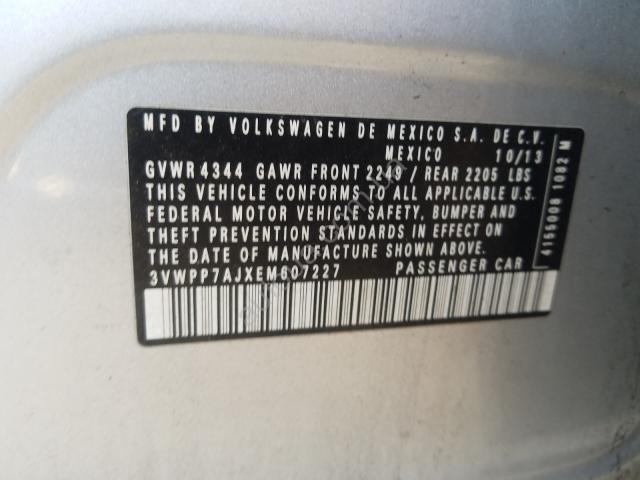 MFD BY VOLKSWAGEN DE MEXICO S.A. DE C.V.
MEXICO 10/13
GVWR 4344 GAWR FRONT 2249 / REAR 2205 LBS
THIS VEHICLE CONFORMS TO ALL APPLICABLE U.S.
FEDERAL MOTOR VEHICLE SAFETY, BUMPER AND
THEFT PREVENTION STANDARDS IN EFFECT ON THE
DATE OF MANUFACTURE SHOWN ABOVE.
3VWPP7AJXEM607227 PASSENGER CAR
4155008 1082 M